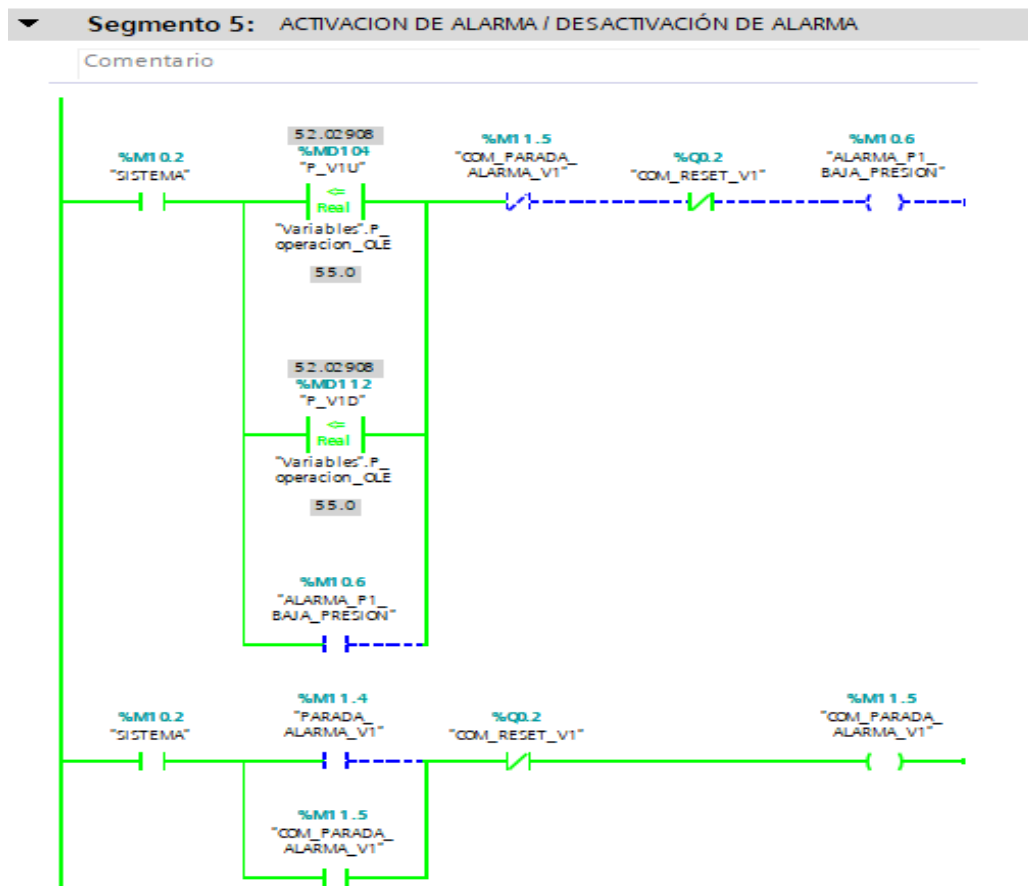 Segmento 5: ACTIVACION DE ALARMA / DESACTIVACIÓN DE ALARMA
Comentario
52.02908
%M10.2
"SISTEMA"
%MD104
"P_V1U"
<=
Real
"Variables".P_
operacion_OLE
55.0
%M11.5
"COM_PARADA_
ALARMA_V1"
%Q0.2
"COM_RESET_V1"
%M10.6
"ALARMA_P1_
BAJA_PRESION"
52.02908
%MD112
"P_V1D"
<=
Real
"Variables".P_
operacion_OLE
55.0
%M10.6
"ALARMA_P1_
BAJA_PRESION"
%M10.2
"SISTEMA"
%M11.4
"PARADA_
ALARMA_V1"
%Q0.2
"COM_RESET_V1"
%M11.5
"COM_PARADA_
ALARMA_V1"
%M11.5
"COM_PARADA_
ALARMA_V1"